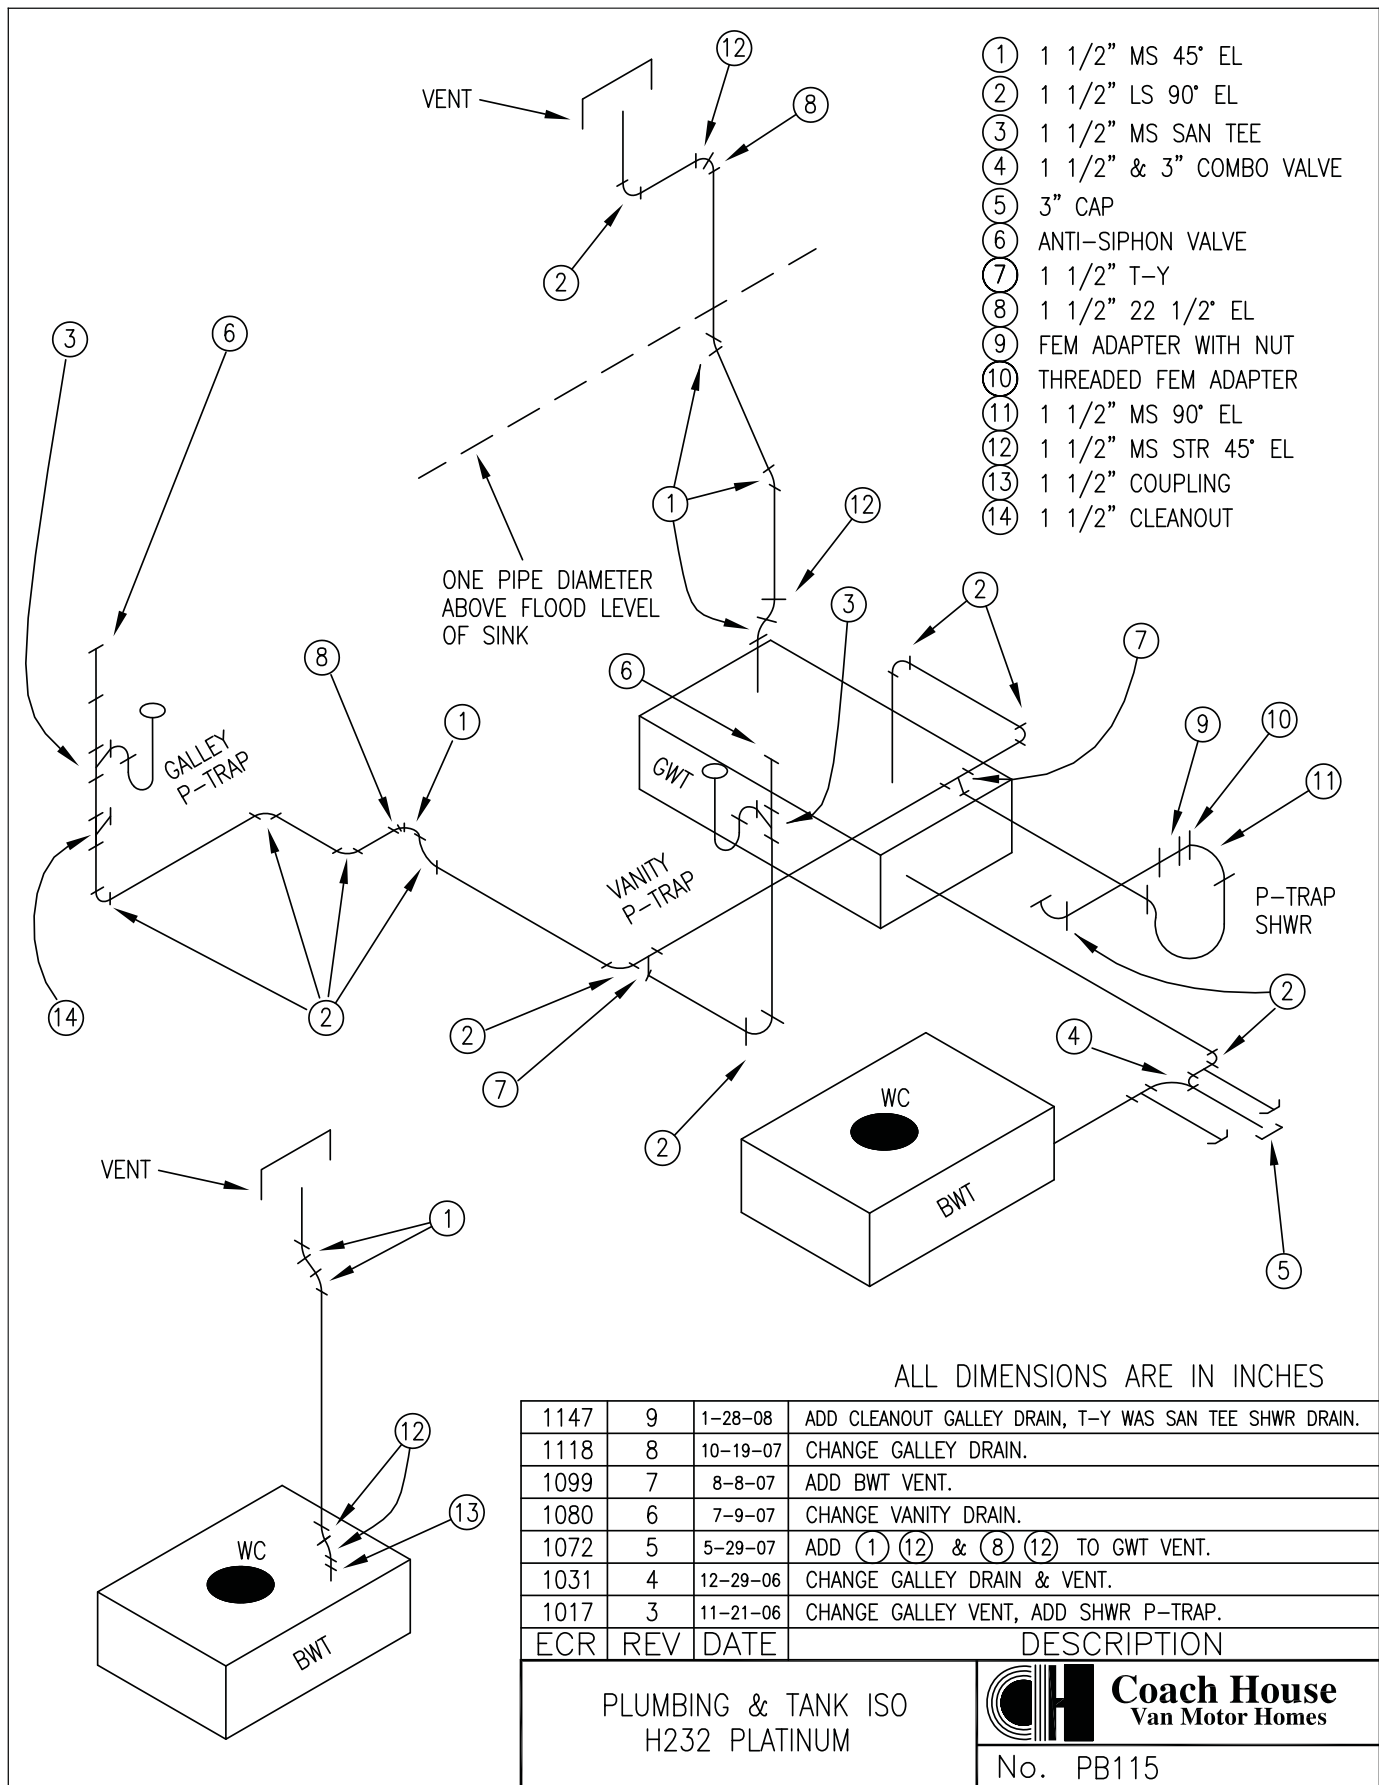 VENT
12
8
2
1 1 1/2" MS 45° EL
2 1 1/2" LS 90° EL
3 1 1/2" MS SAN TEE
4 1 1/2" & 3" COMBO VALVE
5 3" CAP
6 ANTI-SIPHON VALVE
7 1 1/2" T-Y
8 1 1/2" 22 1/2° EL
9 FEM ADAPTER WITH NUT
10 THREADED FEM ADAPTER
11 1 1/2" MS 90° EL
12 1 1/2" MS STR 45° EL
13 1 1/2" COUPLING
14 1 1/2" CLEANOUT
3
6
1
12
ONE PIPE DIAMETER
ABOVE FLOOD LEVEL
OF SINK
3
2
7
8
6
1
9
10
11
GALLEY
P-TRAP
GWT
VANITY
P-TRAP
P-TRAP
SHWR
14
2
2
7
2
4
2
WC
BWT
5
VENT
1
12
13
WC
BWT
ALL DIMENSIONS ARE IN INCHES
1147 9 1-28-08 ADD CLEANOUT GALLEY DRAIN, T-Y WAS SAN TEE SHWR DRAIN.
1118 8 10-19-07 CHANGE GALLEY DRAIN.
1099 7 8-8-07 ADD BWT VENT.
1080 6 7-9-07 CHANGE VANITY DRAIN.
1072 5 5-29-07 ADD 1 12 & 8 12 TO GWT VENT.
1031 4 12-29-06 CHANGE GALLEY DRAIN & VENT.
1017 3 11-21-06 CHANGE GALLEY VENT, ADD SHWR P-TRAP.
ECR REV DATE DESCRIPTION
PLUMBING & TANK ISO
H232 PLATINUM
CH
Coach House
Van Motor Homes
No. PB115